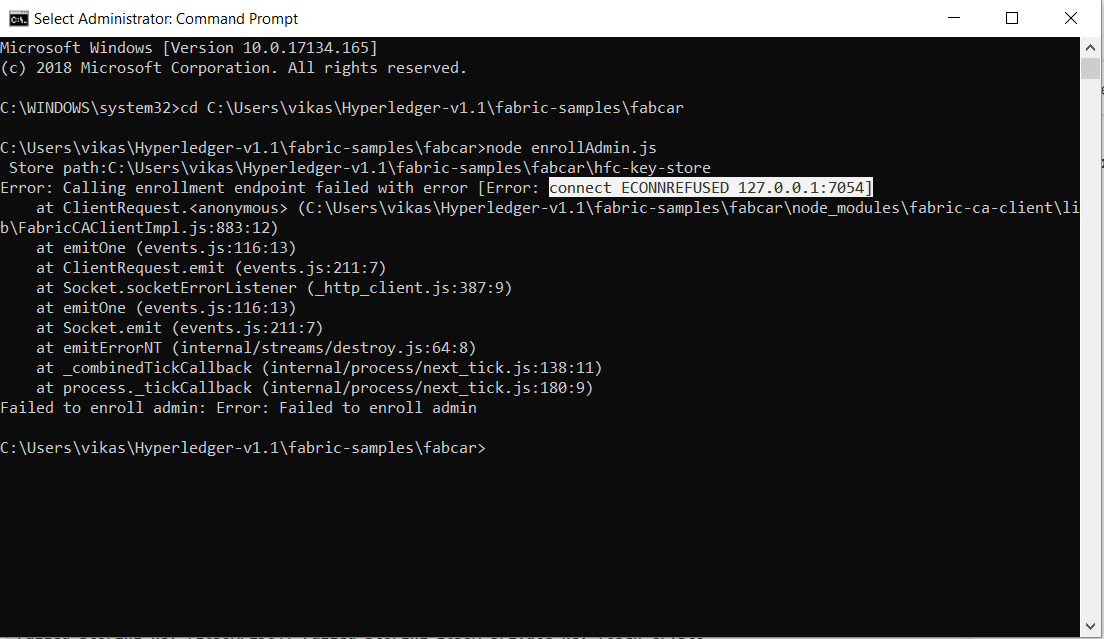 Select Administrator: Command Prompt
Microsoft Windows [Version 10.0.17134.165]
(c) 2018 Microsoft Corporation. All rights reserved.
C:\WINDOWS\system32>cd C:\Users\vikas\Hyperledger-v1.1\fabric-samples\fabcar
C:\Users\vikas\Hyperledger-v1.1\fabric-samples\fabcar>node enrollAdmin.js
Store path:C:\Users\vikas\Hyperledger-v1.1\fabric-samples\fabcar\hfc-key-store
Error: Calling enrollment endpoint failed with error [Error: connect ECONNREFUSED 127.0.0.1:7054]
at ClientRequest.<anonymous> (C:\Users\vikas\Hyperledger-v1.1\fabric-samples\fabcar\node_modules\fabric-ca-client\li
b\FabricCAClientImpl.js:883:12)
at emitOne (events.js:116:13)
at ClientRequest.emit (events.js:211:7)
at Socket.socketErrorListener (_http_client.js:387:9)
at emitOne (events.js:116:13)
at Socket.emit (events.js:211:7)
at emitErrorNT (internal/streams/destroy.js:64:8)
at _combinedTickCallback (internal/process/next_tick.js:138:11)
at process._tickCallback (internal/process/next_tick.js:180:9)
Failed to enroll admin: Error: Failed to enroll admin
C:\Users\vikas\Hyperledger-v1.1\fabric-samples\fabcar>